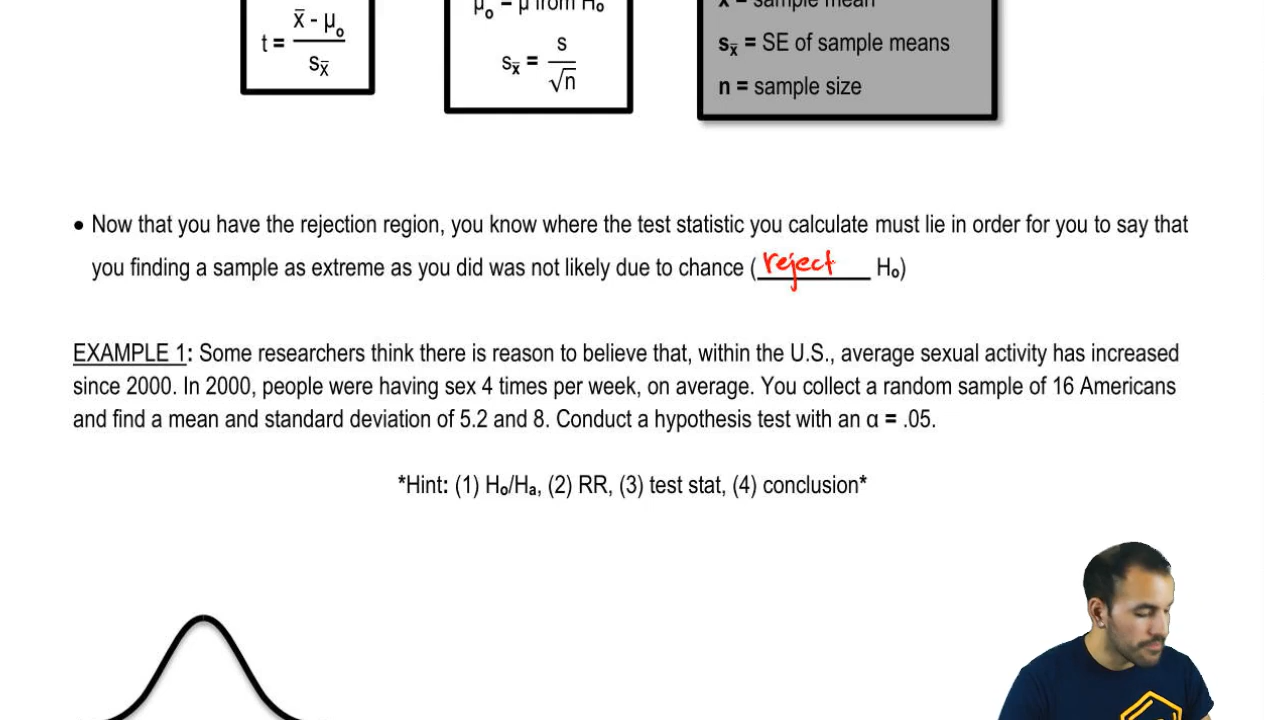 t = x̄ - μ₀ / s_x̄
μ₀ = μ from H₀
s_x̄ = s / √n
x̄ = sample mean
s_x̄ = SE of sample means
n = sample size
• Now that you have the rejection region, you know where the test statistic you calculate must lie in order for you to say that
you finding a sample as extreme as you did was not likely due to chance (reject H₀)
EXAMPLE 1: Some researchers think there is reason to believe that, within the U.S., average sexual activity has increased
since 2000. In 2000, people were having sex 4 times per week, on average. You collect a random sample of 16 Americans
and find a mean and standard deviation of 5.2 and 8. Conduct a hypothesis test with an α = .05.
*Hint: (1) H₀/Hₐ, (2) RR, (3) test stat, (4) conclusion*